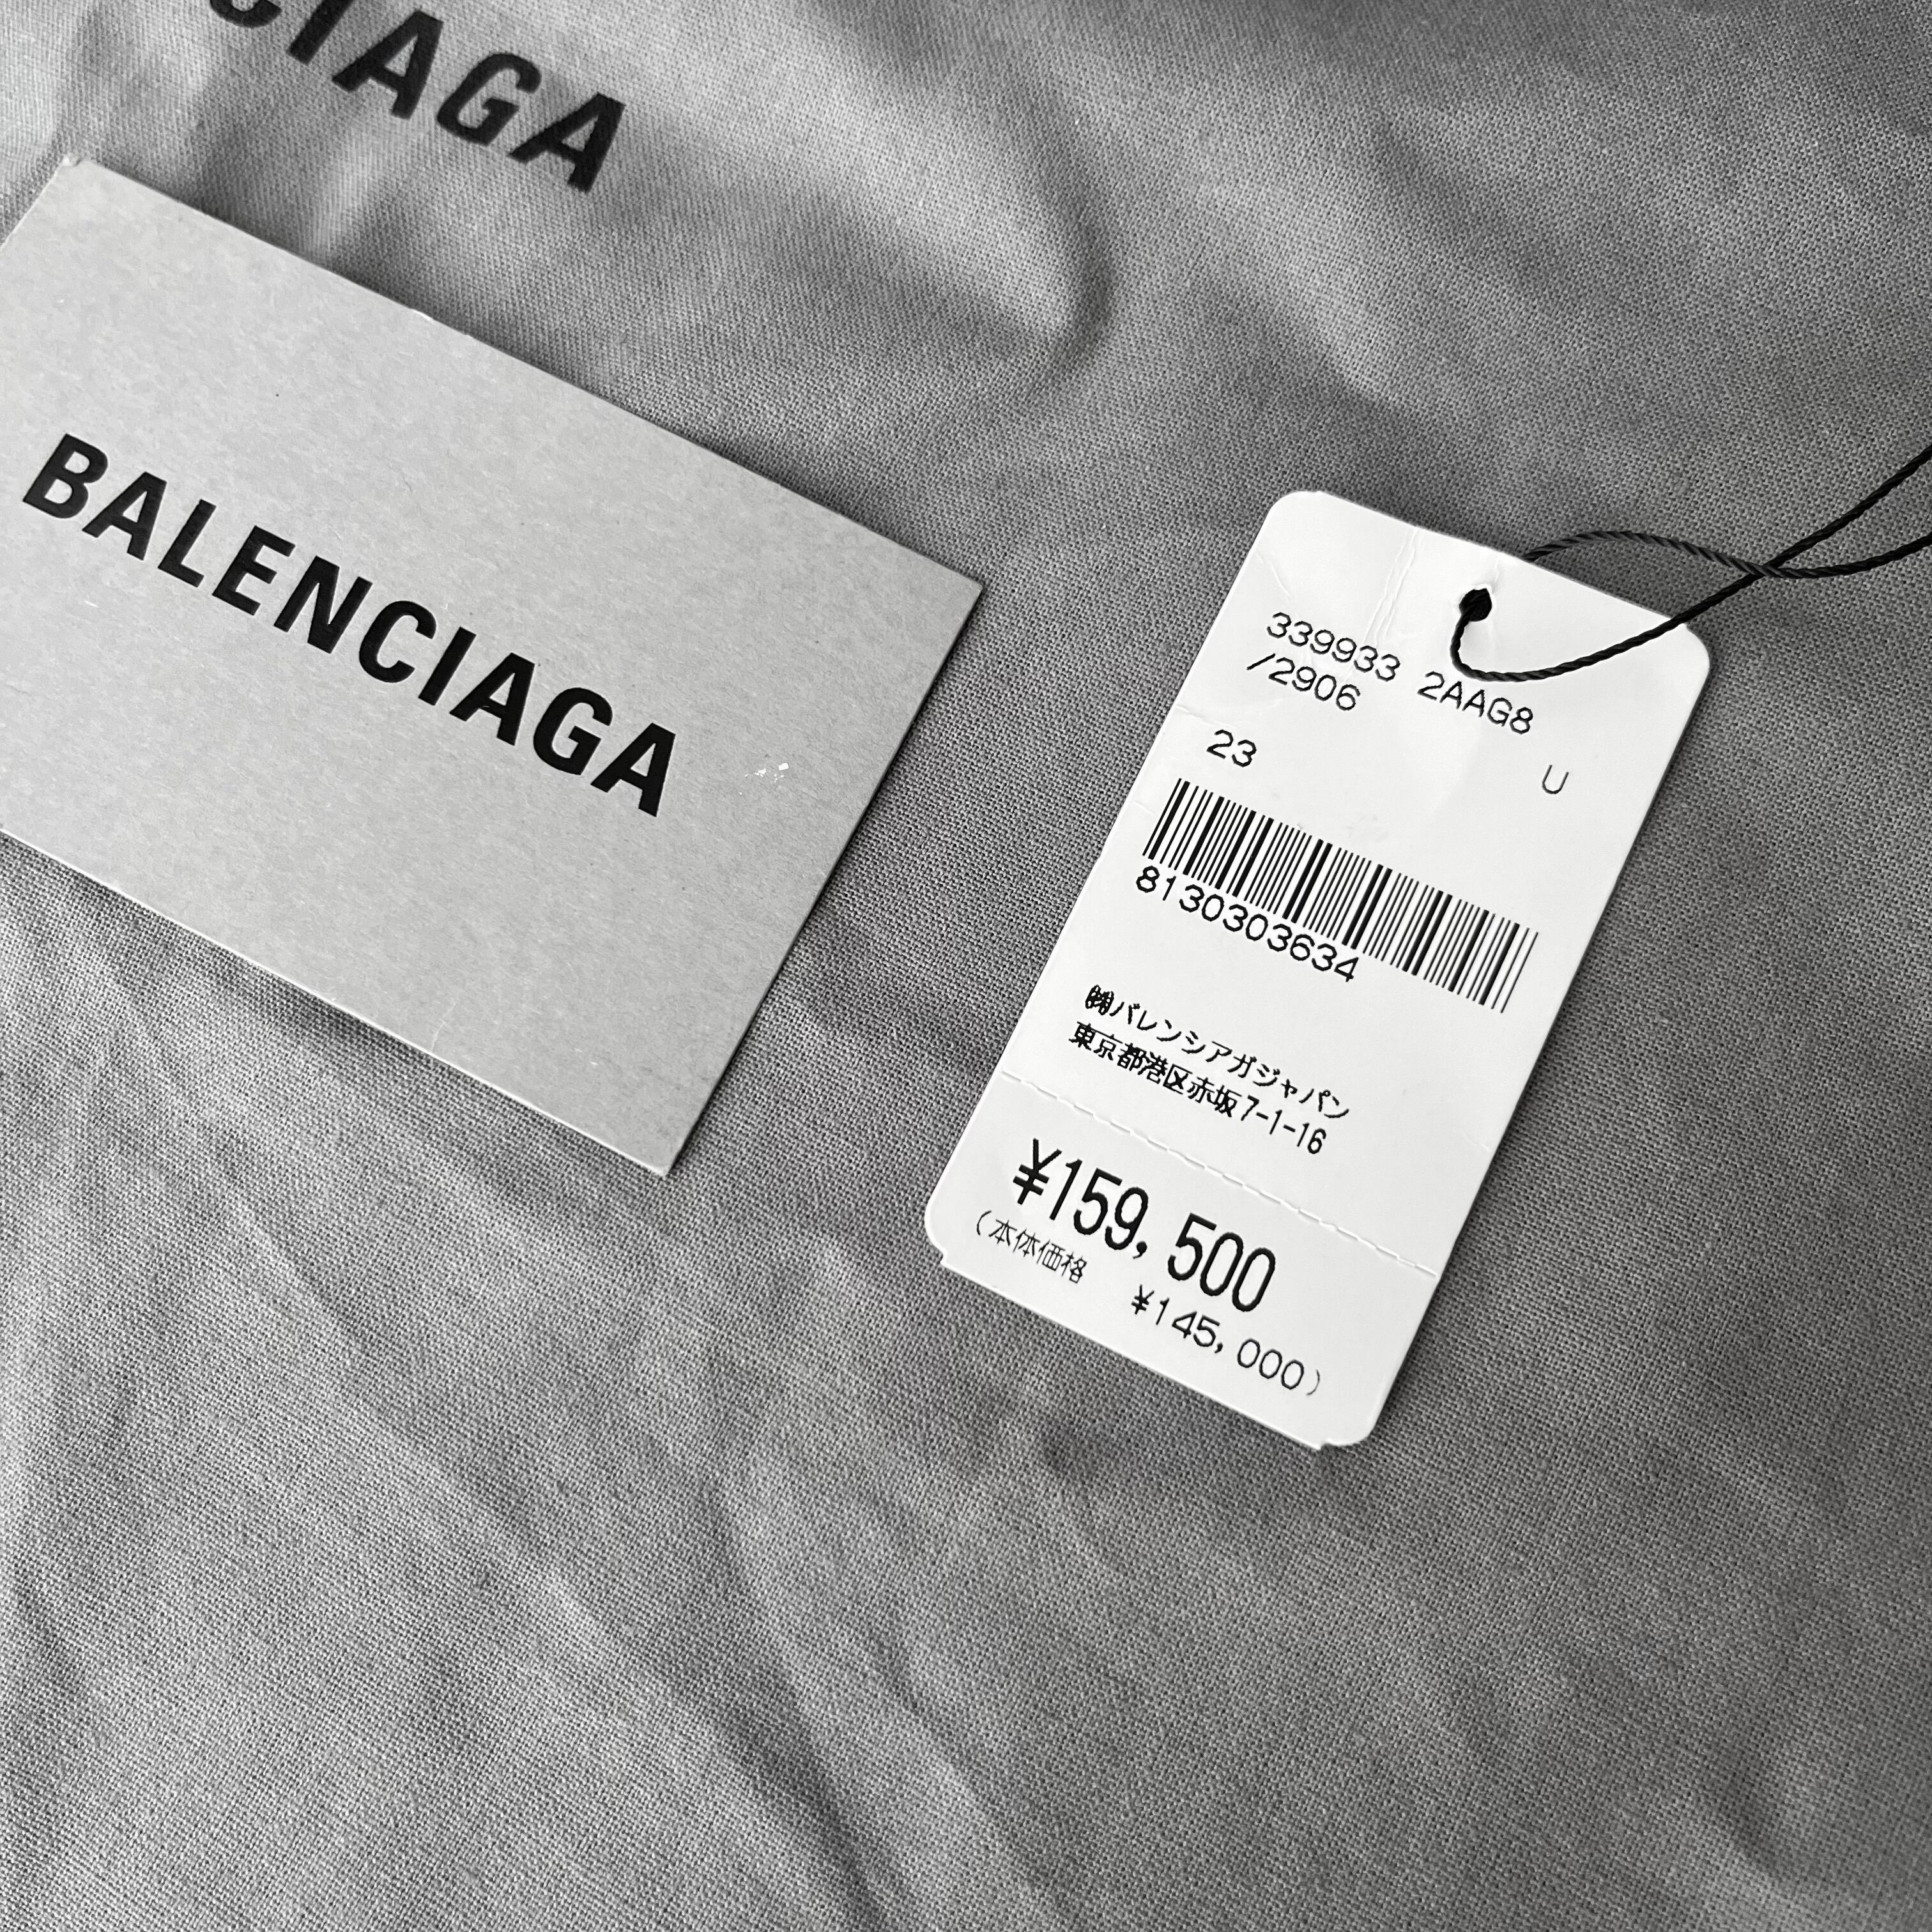 CIAGA
BALENCIAGA
339933 2AAG8
/2906
23 U
8130303634
㈱バレンシアガジャパン
東京都港区赤坂7-1-16
¥159,500
(本体価格 ¥145,000)